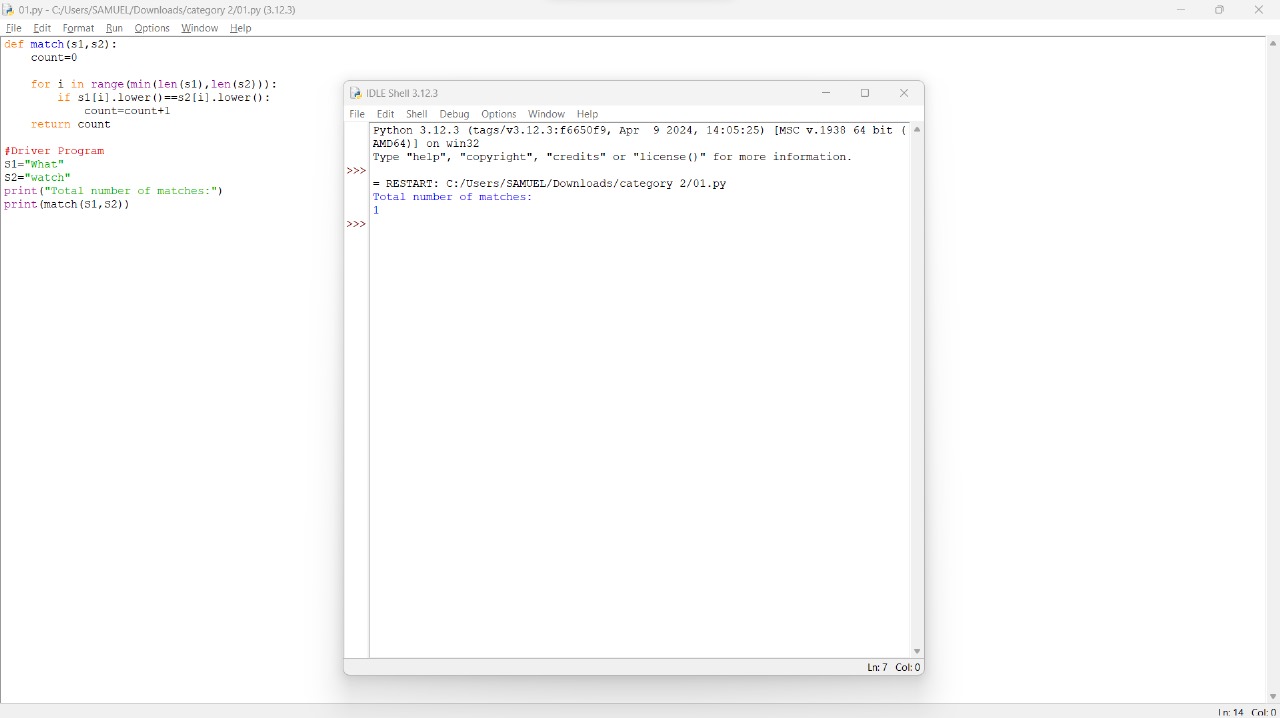 01.py - C:/Users/SAMUEL/Downloads/category 2/01.py (3.12.3)
File Edit Format Run Options Window Help
def match(s1,s2):
    count=0
    for i in range(min(len(s1),len(s2))):
        if s1[i].lower()==s2[i].lower():
            count=count+1
    return count
#Driver Program
S1="What"
S2="watch"
print("Total number of matches:")
print(match(S1,S2))
IDLE Shell 3.12.3
File Edit Shell Debug Options Window Help
Python 3.12.3 (tags/v3.12.3:f6650f9, Apr  9 2024, 14:05:25) [MSC v.1938 64 bit (
AMD64)] on win32
Type "help", "copyright", "credits" or "license()" for more information.
>>>
= RESTART: C:/Users/SAMUEL/Downloads/category 2/01.py
Total number of matches:
1
>>>
Ln: 7 Col: 0
Ln: 14 Col: 0